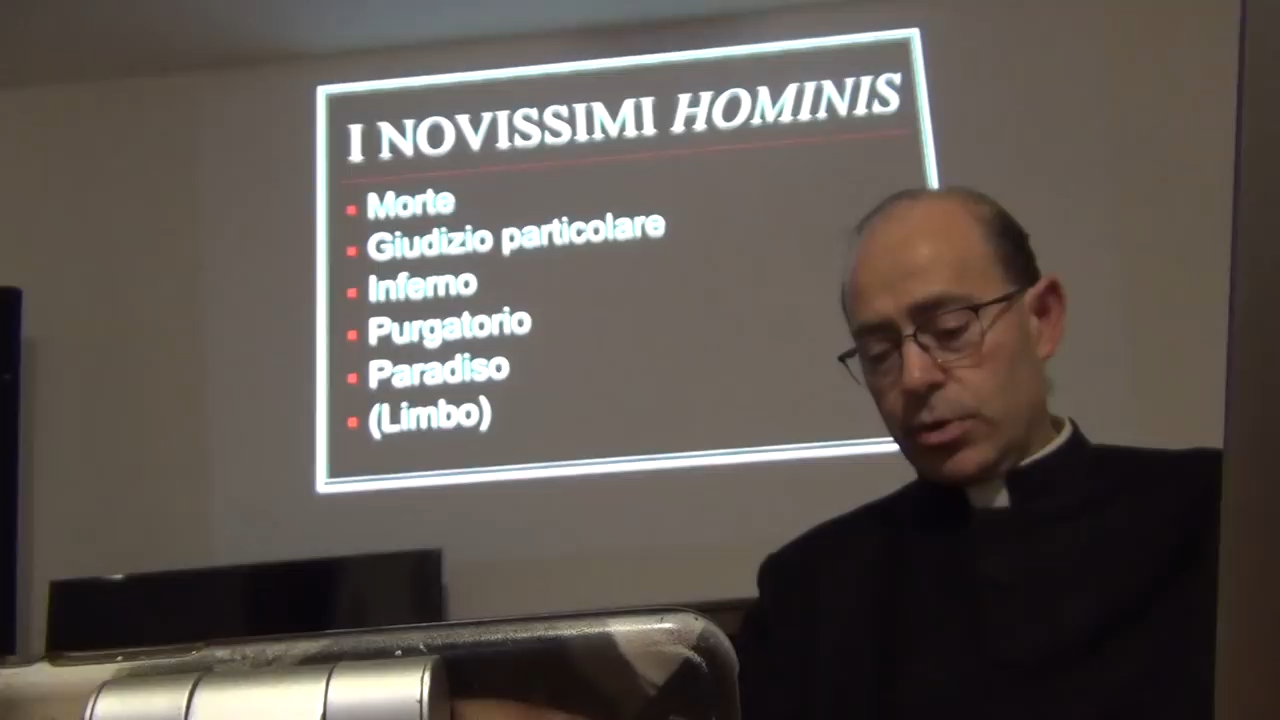 I NOVISSIMI HOMINIS
Morte
Giudizio particolare
Inferno
Purgatorio
Paradiso
(Limbo)